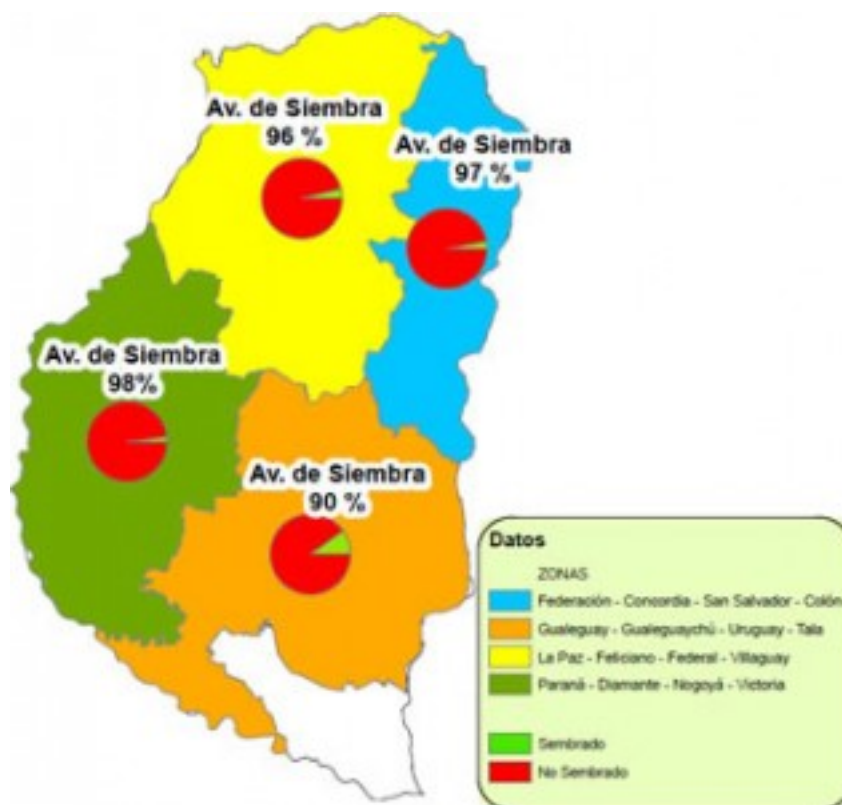 Av. de Siembra
96 %
Av. de Siembra
97 %
Av. de Siembra
98%
Av. de Siembra
90 %
Datos
ZONAS
Federación - Concordia - San Salvador - Colón
Gualeguay - Gualeguaychú - Uruguay - Tala
La Paz - Feliciano - Federal - Villaguay
Paraná - Diamante - Nogoyá - Victoria
Sembrado
No Sembrado